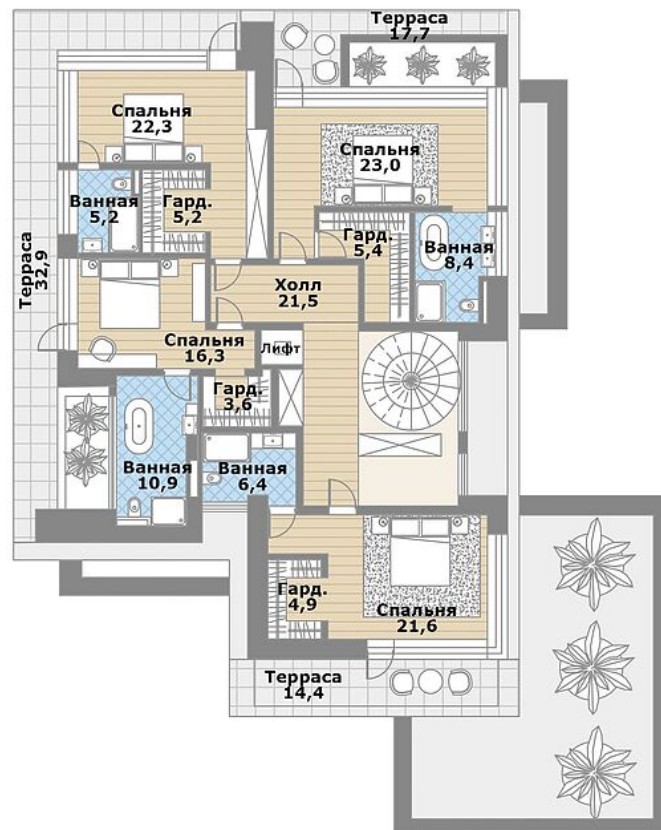 Терраса
17,7
Спальня
22,3
Спальня
23,0
Ванная
5,2
Гард.
5,2
Гард.
5,4
Ванная
8,4
Терраса
32,9
Холл
21,5
Спальня
16,3
Лифт
Гард.
3,6
Ванная
10,9
Ванная
6,4
Гард.
4,9
Спальня
21,6
Терраса
14,4